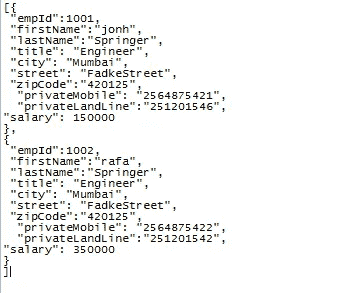 [{
"empId":1001,
"firstName":"jonh",
"lastName":"Springer",
"title": "Engineer",
"city": "Mumbai",
"street": "FadkeStreet",
"zipCode":"420125",
"privateMobile": "2564875421",
"privateLandLine":"251201546",
"salary": 150000
},
{
"empId":1002,
"firstName":"rafa",
"lastName":"Springer",
"title": "Engineer",
"city": "Mumbai",
"street": "FadkeStreet",
"zipCode":"420125",
"privateMobile": "2564875422",
"privateLandLine":"251201542",
"salary": 350000
}
]